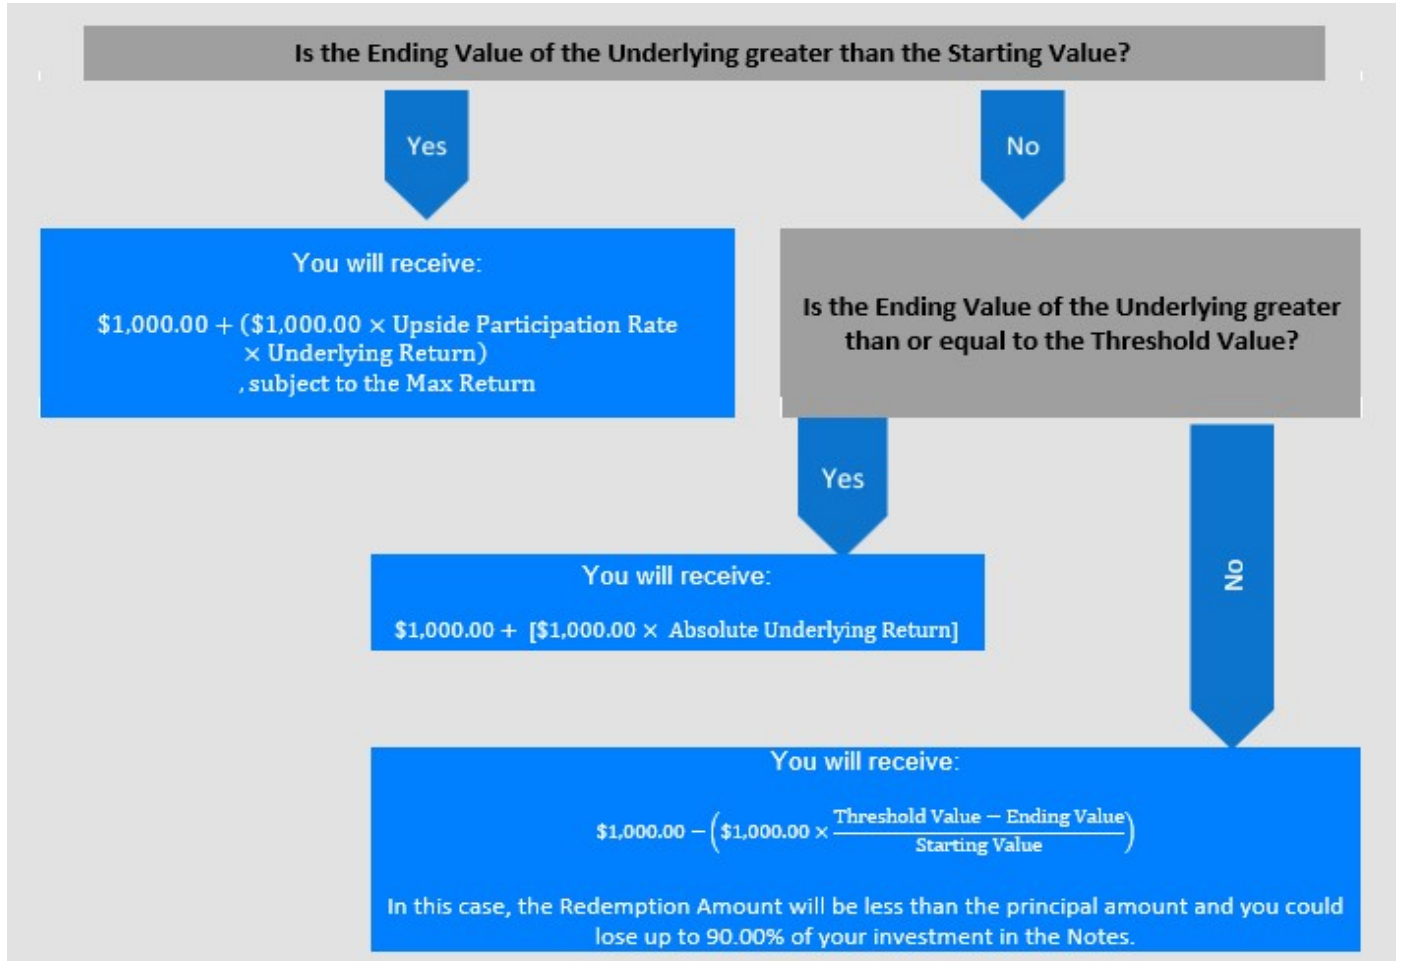 Is the Ending Value of the Underlying greater than the Starting Value?
Yes
No
You will receive:
$1,000.00 + ($1,000.00 × Upside Participation Rate
× Underlying Return)
, subject to the Max Return
Is the Ending Value of the Underlying greater
than or equal to the Threshold Value?
Yes
No
You will receive:
$1,000.00 + [$1,000.00 × Absolute Underlying Return]
You will receive:
$1,000.00 − ($1,000.00 × Threshold Value − Ending Value
Starting Value)
In this case, the Redemption Amount will be less than the principal amount and you could
lose up to 90.00% of your investment in the Notes.